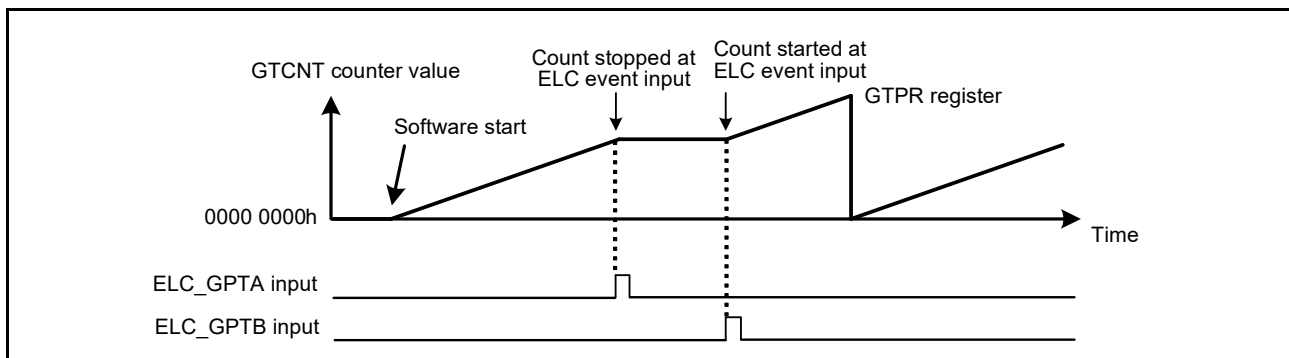 GTCNT counter value
Count stopped at
ELC event input
Count started at
ELC event input
GTPR register
Software start
0000 0000h
Time
ELC_GPTA input
ELC_GPTB input